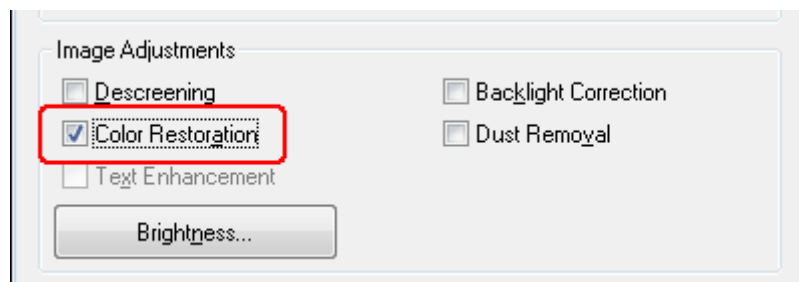 Image Adjustments
Descreening
Backlight Correction
Color Restoration
Dust Removal
Text Enhancement
Brightness...